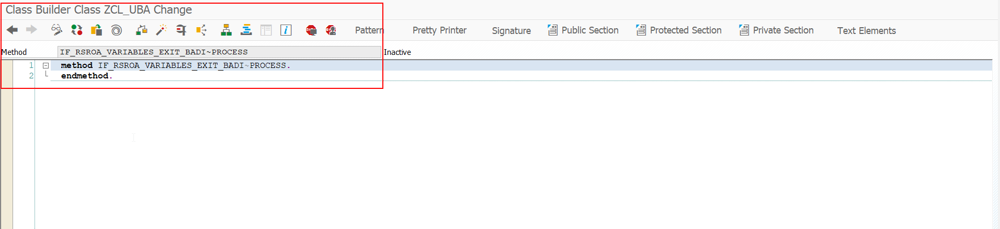 Class Builder Class ZCL_UBA Change
Pattern Pretty Printer Signature Public Section Protected Section Private Section Text Elements
Method IF_RSROA_VARIABLES_EXIT_BADI~PROCESS Inactive
1 method IF_RSROA_VARIABLES_EXIT_BADI~PROCESS.
2 endmethod.